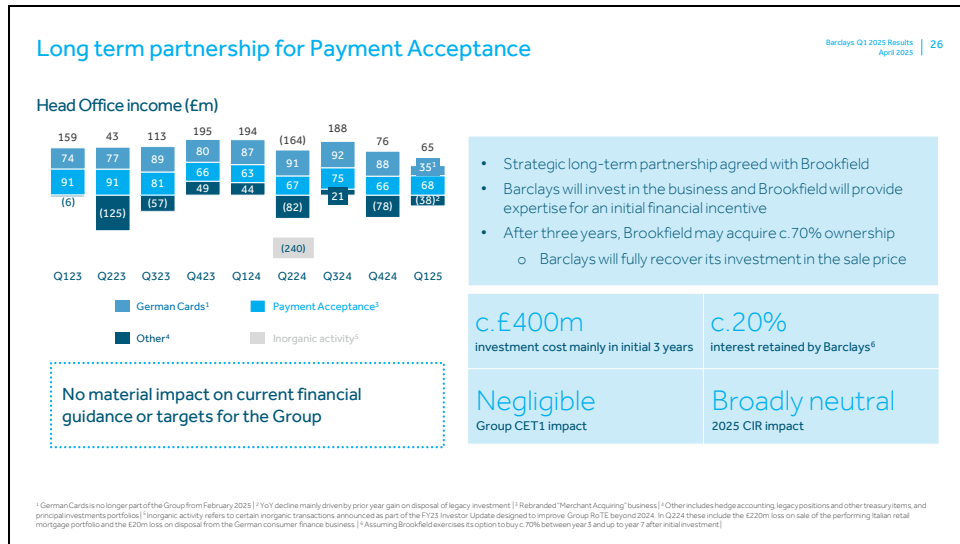 Long term partnership for Payment Acceptance
Barclays Q1 2025 Results
April 2025
26
Head Office income (£m)
159 43 113 195 194 (164) 188 76 65
74 77 89 80 87 91 92 88 35¹
91 91 81 66 63 67 75 66 68
(6) (125) (57) 49 44 (82) 21 (78) (38)²
(240)
Q123 Q223 Q323 Q423 Q124 Q224 Q324 Q424 Q125
German Cards¹ Payment Acceptance³
Other⁴ Inorganic activity⁵
No material impact on current financial
guidance or targets for the Group
• Strategic long-term partnership agreed with Brookfield
• Barclays will invest in the business and Brookfield will provide
expertise for an initial financial incentive
• After three years, Brookfield may acquire c.70% ownership
o Barclays will fully recover its investment in the sale price
c.£400m
investment cost mainly in initial 3 years
c.20%
interest retained by Barclays⁶
Negligible
Group CET1 impact
Broadly neutral
2025 CIR impact
¹ German Cards is no longer part of the Group from February 2025 | ² YoY decline mainly driven by prior year gain on disposal of legacy investment | ³ Rebranded "Merchant Acquiring" business | ⁴ Other includes hedge accounting, legacy positions and other treasury items, and
principal investments portfolios | ⁵ Inorganic activity refers to certain inorganic transactions announced as part of the FY23 Investor Update designed to improve Group RoTE beyond 2024. In Q224 these include the £220m loss on sale of the performing Italian retail
mortgage portfolio and the £20m loss on disposal from the German consumer finance business | ⁶ Assuming Brookfield exercises its option to buy c.70% between year 3 and up to year 7 after initial investment |